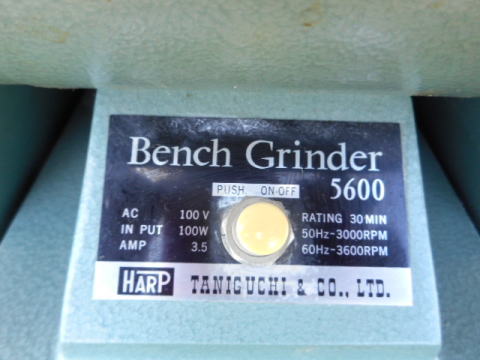 Bench Grinder
5600
PUSH ON-OFF
AC 100V
IN PUT 100W
AMP 3.5
RATING 30 MIN
50Hz-3000RPM
60Hz-3600RPM
HARP TANIGUCHI & CO., LTD.